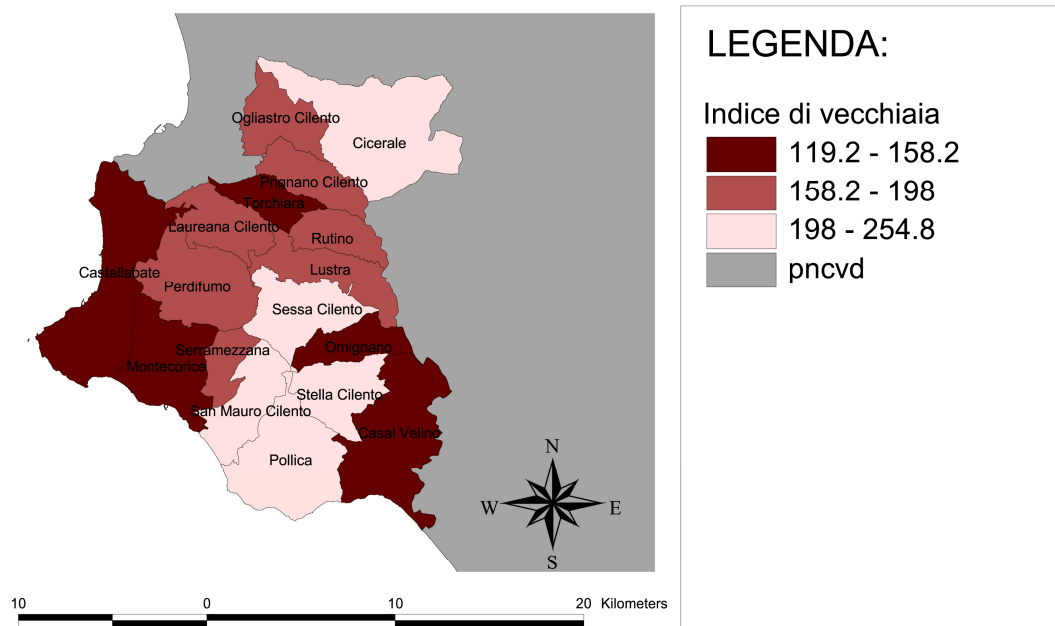 LEGENDA:
Indice di vecchiaia
119.2 - 158.2
158.2 - 198
198 - 254.8
pncvd
Ogliastro Cilento
Cicerale
Prignano Cilento
Torchiara
Laureana Cilento
Rutino
Lustra
Castellabate
Perdifumo
Sessa Cilento
Serramezzana
Omignano
Montecorice
Stella Cilento
San Mauro Cilento
Casal Velino
Pollica
N
W E
S
10 0 10 20 Kilometers